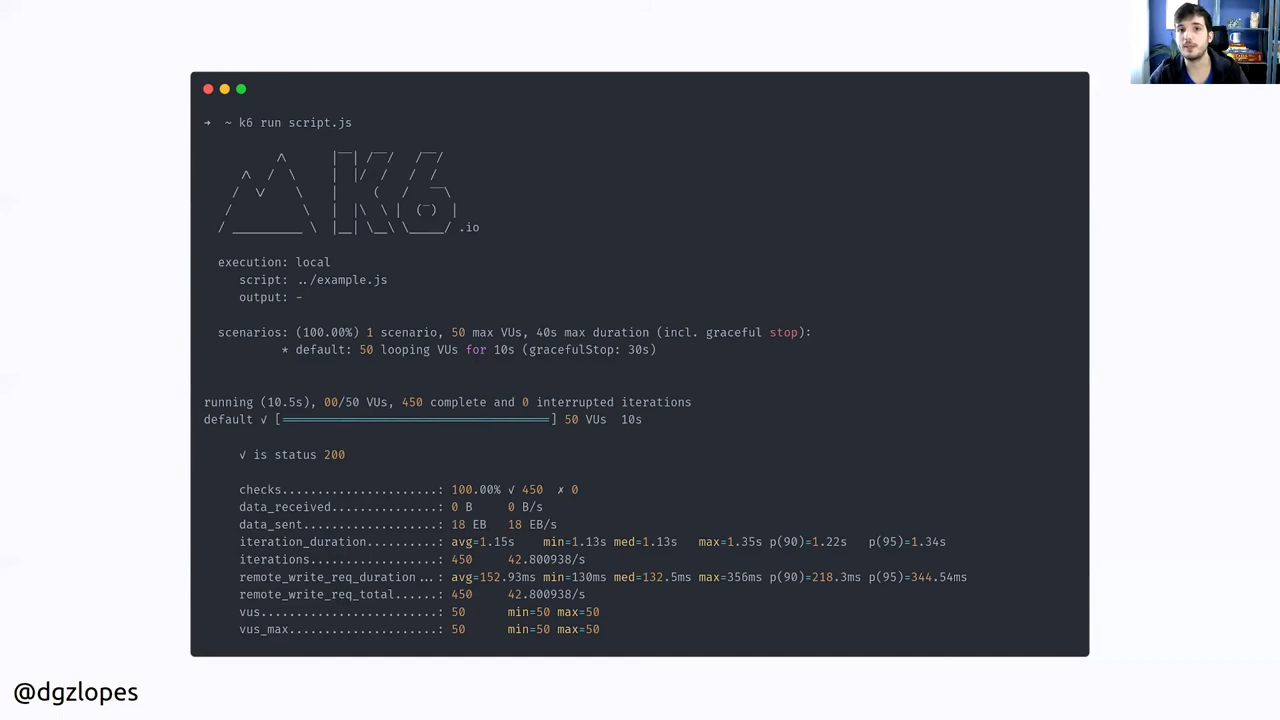 → ~ k6 run script.js
.io
execution: local
script: ../example.js
output: -
scenarios: (100.00%) 1 scenario, 50 max VUs, 40s max duration (incl. graceful stop):
* default: 50 looping VUs for 10s (gracefulStop: 30s)
running (10.5s), 00/50 VUs, 450 complete and 0 interrupted iterations
default ✓ [======================================] 50 VUs 10s
✓ is status 200
checks......................: 100.00% ✓ 450 ✗ 0
data_received...............: 0 B 0 B/s
data_sent...................: 18 EB 18 EB/s
iteration_duration..........: avg=1.15s min=1.13s med=1.13s max=1.35s p(90)=1.22s p(95)=1.34s
iterations..................: 450 42.800938/s
remote_write_req_duration...: avg=152.93ms min=130ms med=132.5ms max=356ms p(90)=218.3ms p(95)=344.54ms
remote_write_req_total......: 450 42.800938/s
vus.........................: 50 min=50 max=50
vus_max.....................: 50 min=50 max=50
@dgzlopes